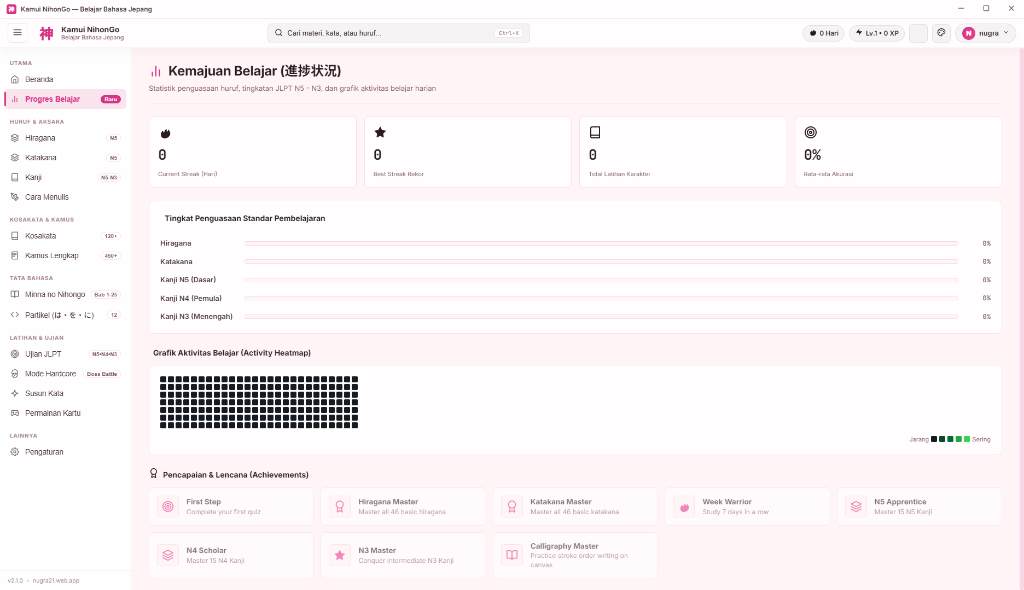 Kamui NihonGo — Belajar Bahasa Jepang
神
Kamui NihonGo
Belajar Bahasa Jepang
Cari materi, kata, atau huruf...
Ctrl+K
0 Hari
Lv.1 • 0 XP
N
nugra
UTAMA
Beranda
Progres Belajar
Baru
HURUF & AKSARA
Hiragana
N5
Katakana
N5
Kanji
N5-N3
Cara Menulis
KOSAKATA & KAMUS
Kosakata
120+
Kamus Lengkap
450+
TATA BAHASA
Minna no Nihongo
Bab 1-25
Partikel (は・を・に)
12
LATIHAN & UJIAN
Ujian JLPT
N5•N4•N3
Mode Hardcore
Boss Battle
Susun Kata
Permainan Kartu
LAINNYA
Pengaturan
v2.1.0 • nugra21.web.app
Kemajuan Belajar (進捗状況)
Statistik penguasaan huruf, tingkatan JLPT N5 - N3, dan grafik aktivitas belajar harian
0
Current Streak (Hari)
0
Best Streak Rekor
0
Total Latihan Karakter
0%
Rata-rata Akurasi
Tingkat Penguasaan Standar Pembelajaran
Hiragana 0%
Katakana 0%
Kanji N5 (Dasar) 0%
Kanji N4 (Pemula) 0%
Kanji N3 (Menengah) 0%
Grafik Aktivitas Belajar (Activity Heatmap)
Jarang
Sering
Pencapaian & Lencana (Achievements)
First Step
Complete your first quiz
Hiragana Master
Master all 46 basic hiragana
Katakana Master
Master all 46 basic katakana
Week Warrior
Study 7 days in a row
N5 Apprentice
Master 15 N5 Kanji
N4 Scholar
Master 15 N4 Kanji
N3 Master
Conquer intermediate N3 Kanji
Calligraphy Master
Practice stroke order writing on
canvas